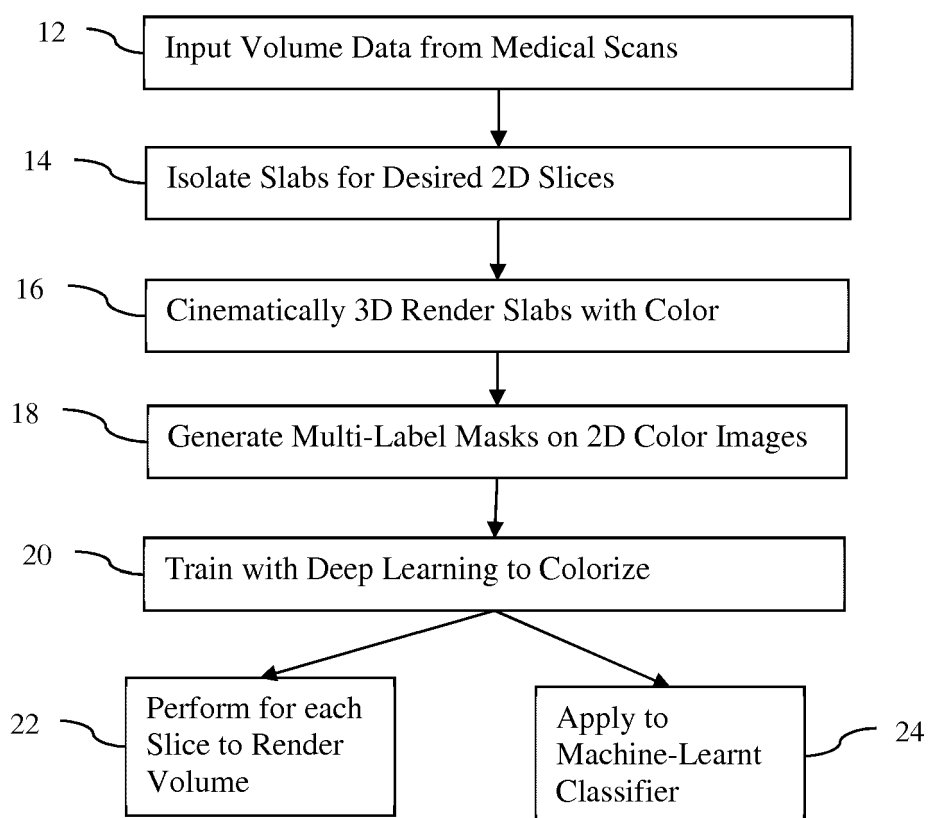 12
Input Volume Data from Medical Scans
14
Isolate Slabs for Desired 2D Slices
16
Cinematically 3D Render Slabs with Color
18
Generate Multi-Label Masks on 2D Color Images
20
Train with Deep Learning to Colorize
22
Perform for each
Slice to Render
Volume
Apply to
Machine-Learnt
Classifier
24